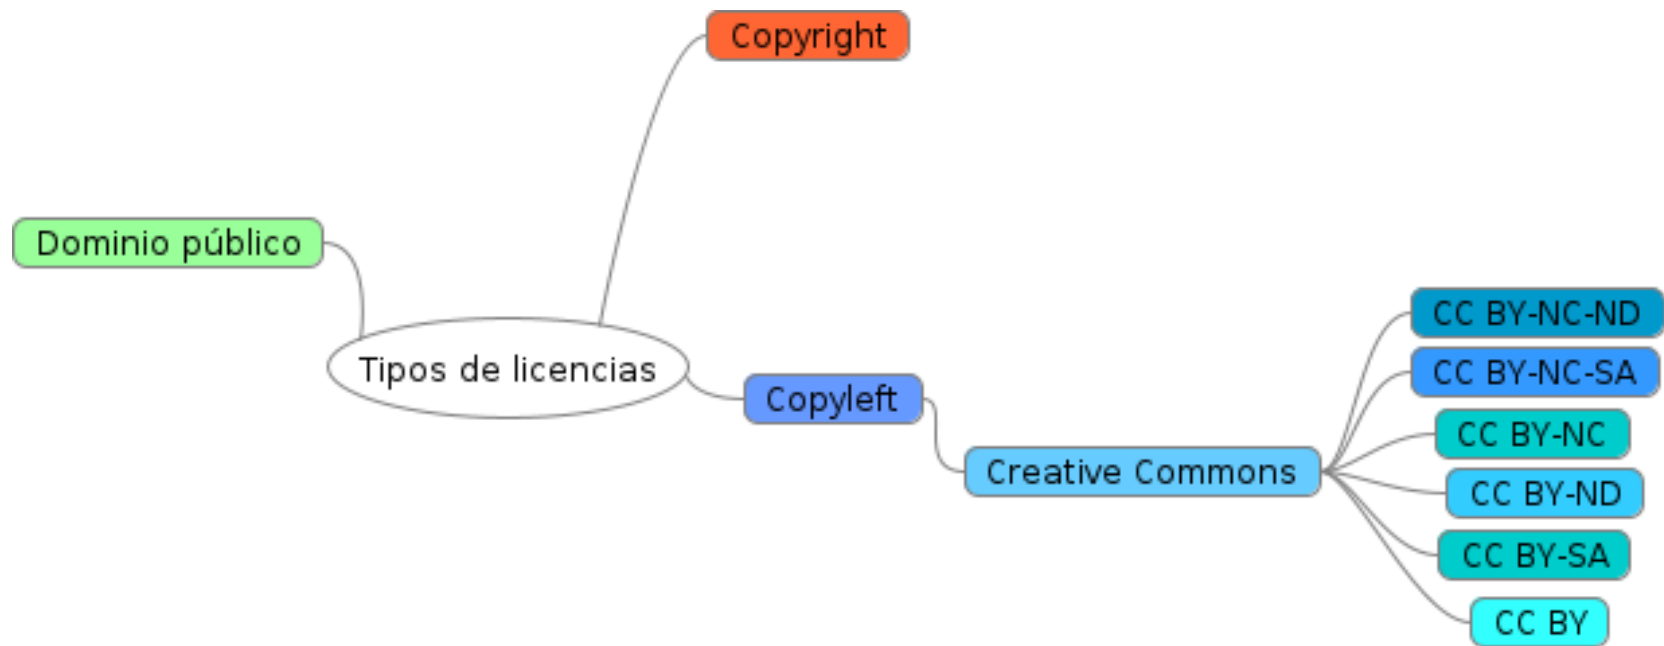 Copyright
Dominio público
Tipos de licencias
Copyleft
Creative Commons
CC BY-NC-ND
CC BY-NC-SA
CC BY-NC
CC BY-ND
CC BY-SA
CC BY